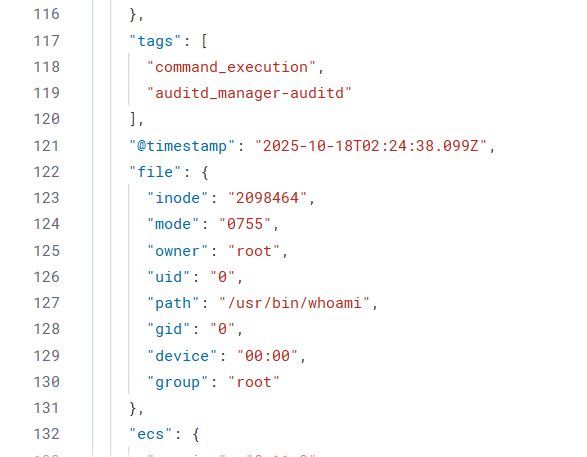 116 },
117 "tags": [
118 "command_execution",
119 "auditd_manager-auditd"
120 ],
121 "@timestamp": "2025-10-18T02:24:38.099Z",
122 "file": {
123 "inode": "2098464",
124 "mode": "0755",
125 "owner": "root",
126 "uid": "0",
127 "path": "/usr/bin/whoami",
128 "gid": "0",
129 "device": "00:00",
130 "group": "root"
131 },
132 "ecs": {